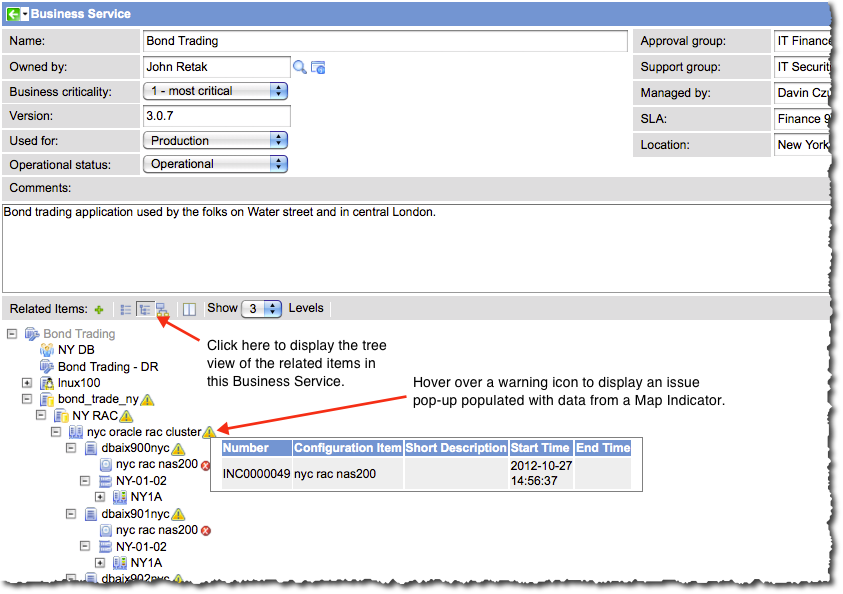 Business Service
Name: Bond Trading Approval group: IT Finance
Owned by: John Retak Support group: IT Securit
Business criticality: 1 - most critical Managed by: Davin Czu
Version: 3.0.7 SLA: Finance 9
Used for: Production Location: New York
Operational status: Operational
Comments:
Bond trading application used by the folks on Water street and in central London.
Related Items: Show 3 Levels
Bond Trading
NY DB
Bond Trading - DR
lnux100
bond_trade_ny
NY RAC
nyc oracle rac cluster
dbaix900nyc
nyc rac nas200
NY-01-02
NY1A
dbaix901nyc
nyc rac nas200
NY-01-02
NY1A
dbaix902nyc
Click here to display the tree
view of the related items in
this Business Service.
Hover over a warning icon to display an issue
pop-up populated with data from a Map Indicator.
Number Configuration Item Short Description Start Time End Time
INC0000049 nyc rac nas200 2012-10-27
14:56:37